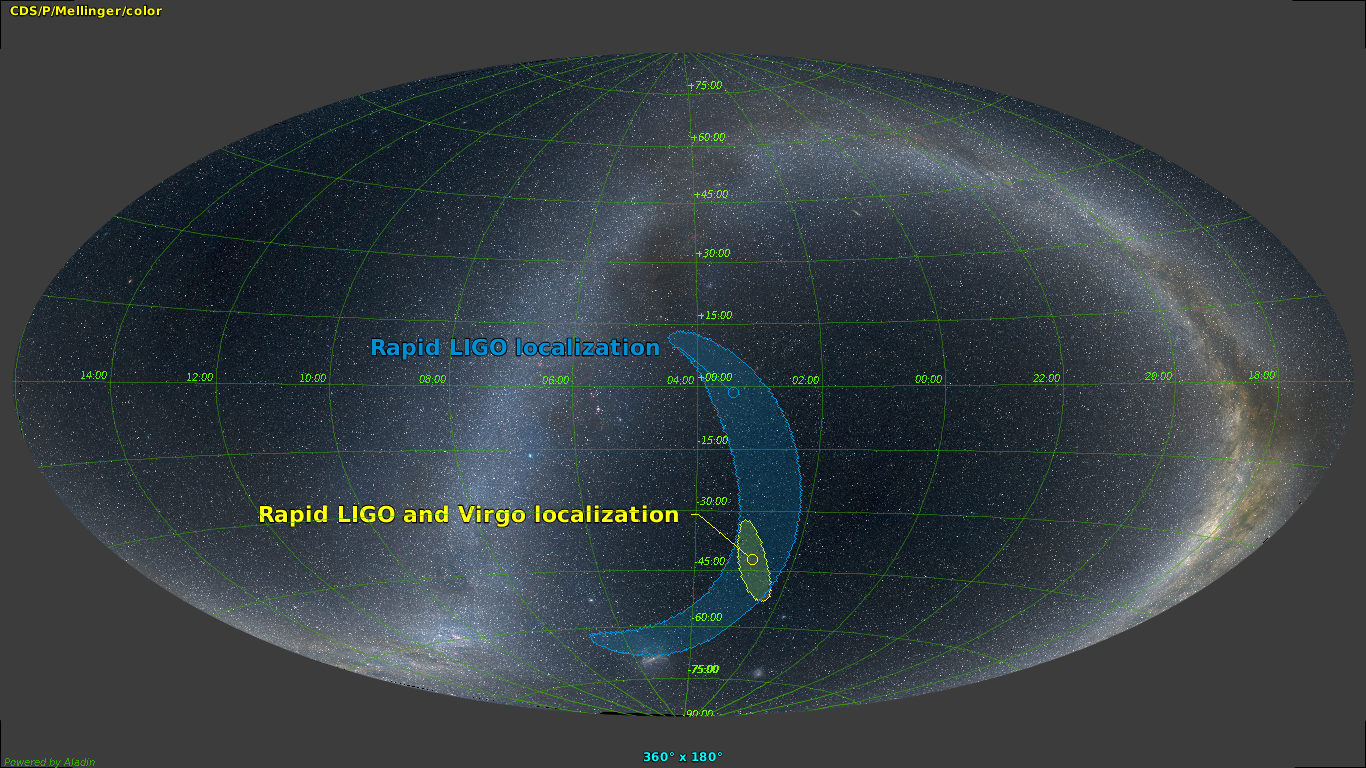 CDS/P/Mellinger/color
+75:00
+60:00
+45:00
+30:00
+15:00
Rapid LIGO localization
14:00 12:00 10:00 08:00 06:00 04:00 +00:00 02:00 00:00 22:00 20:00 18:00
-15:00
-30:00
Rapid LIGO and Virgo localization
-45:00
-60:00
-75:00
-90:00
360° x 180°
Powered by Aladin